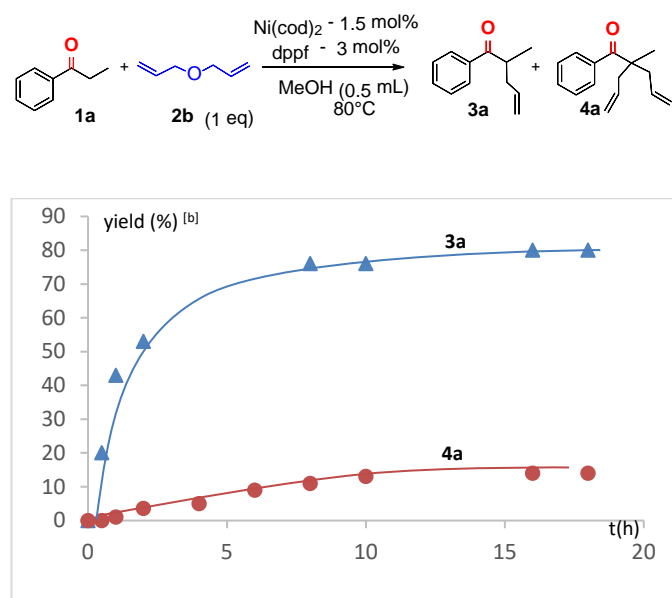 Ni(cod)2 - 1.5 mol%
dppf - 3 mol%
MeOH (0.5 mL)
80°C
O
1a
+
O
2b (1 eq)
O
3a
+
O
4a
yield (%) [b]
90
80
70
60
50
40
30
20
10
0
3a
4a
t(h)
0
5
10
15
20